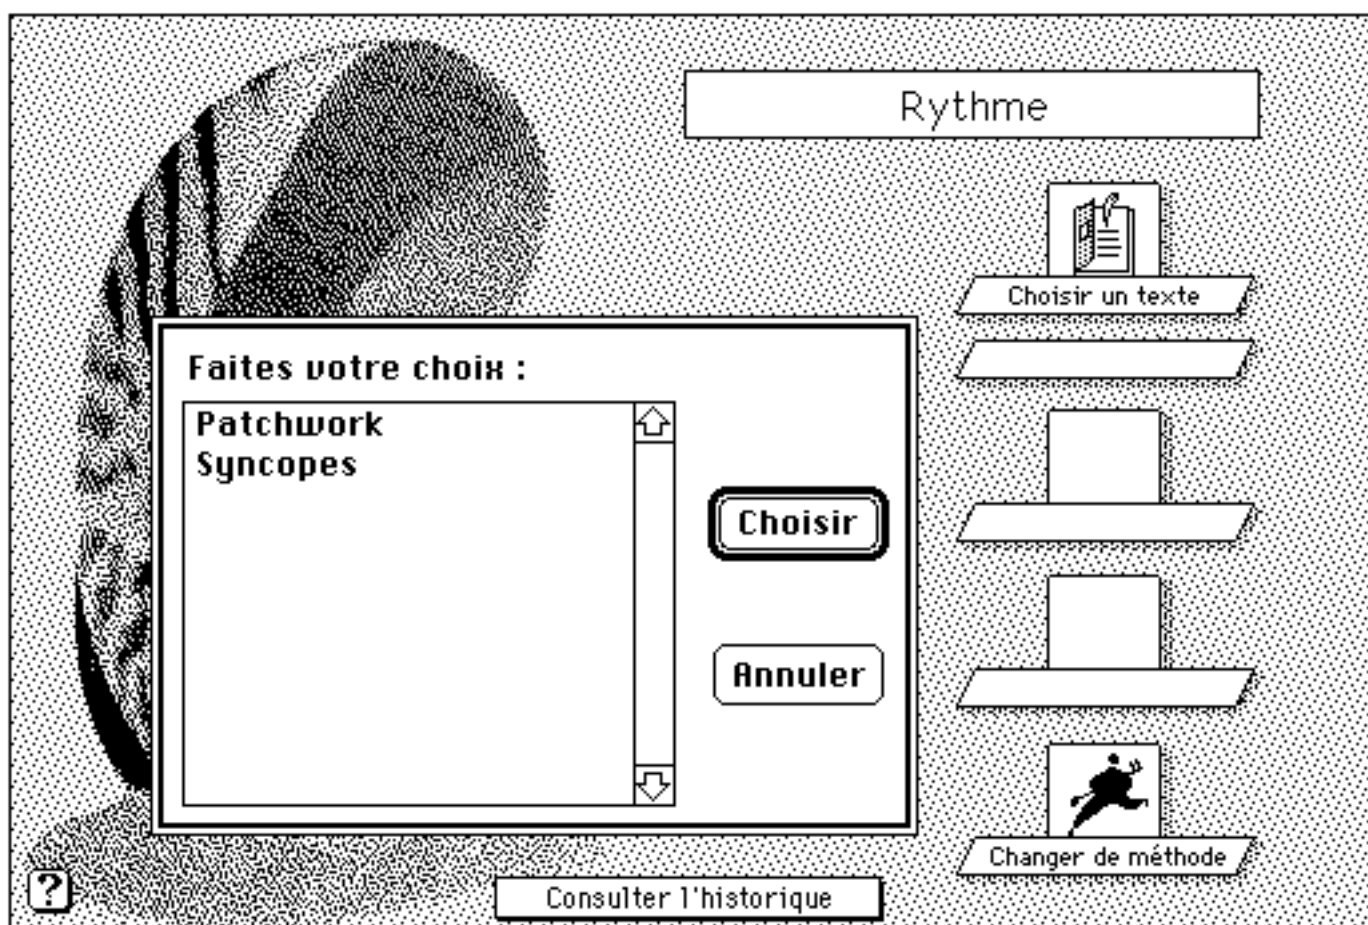 Rythme
Choisir un texte
Faites votre choix :
Patchwork
Syncopes
Choisir
Annuler
Changer de méthode
?
Consulter l'historique